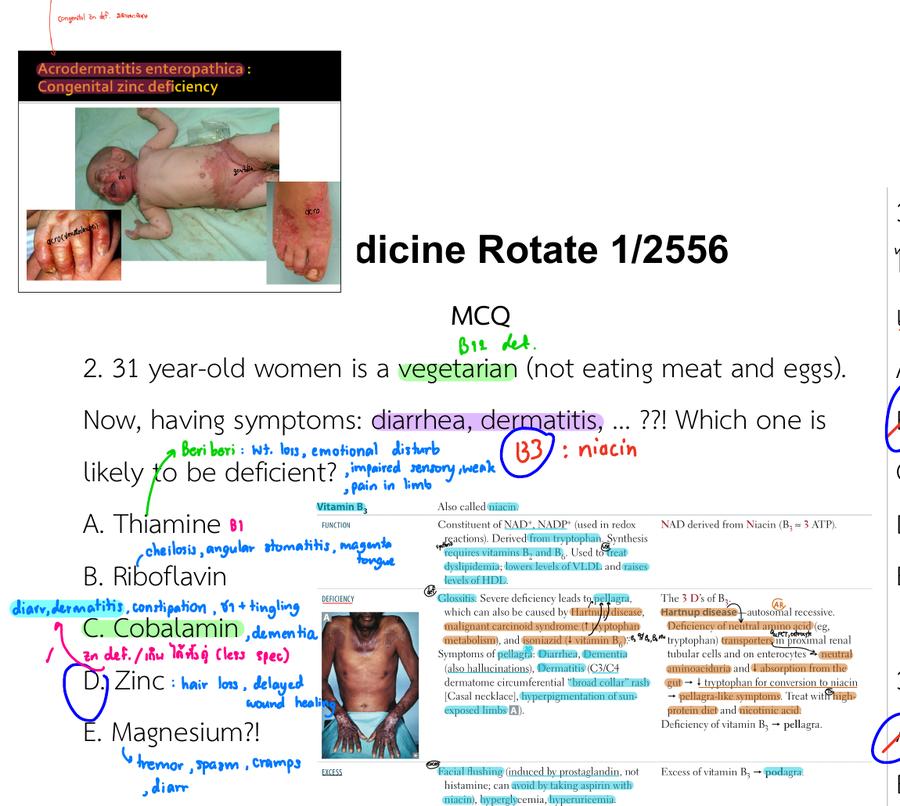 congenital zn def.
Acrodermatitis enteropathica :
Congenital zinc deficiency
acro
dicine Rotate 1/2556
MCQ
B12 def.
2. 31 year-old women is a vegetarian (not eating meat and eggs).
Now, having symptoms: diarrhea, dermatitis, ... ??! Which one is
likely to be deficient?
Beri beri : Wt. loss, emotional disturb
, impaired sensory, weak
, pain in limb
B3 : niacin
A. Thiamine B1
cheilosis, angular stomatitis, magenta
tongue
B. Riboflavin
diarr, dermatitis, constipation, ชา + tingling
C. Cobalamin , dementia
zn def. / (less spec)
D. Zinc : hair loss, delayed
wound healing
E. Magnesium?!
tremor, spasm, cramps
, diarr
Vitamin B3
Also called niacin.
FUNCTION
Constituent of NAD+, NADP+ (used in redox
reactions). Derived from tryptophan. Synthesis
requires vitamins B2 and B6. Used to treat
dyslipidemia; lowers levels of VLDL and raises
levels of HDL.
NAD derived from Niacin (B3 = 3 ATP).
DEFICIENCY
Glossitis. Severe deficiency leads to pellagra,
which can also be caused by Hartnup disease,
malignant carcinoid syndrome (↑ tryptophan
metabolism), and isoniazid (↓ vitamin B6).
Symptoms of pellagra: Diarrhea, Dementia
(also hallucinations), Dermatitis (C3/C4
dermatome circumferential "broad collar" rash
[Casal necklace], hyperpigmentation of sun-
exposed limbs A).
The 3 D's of B3.
AR
Hartnup disease—autosomal recessive.
Deficiency of neutral amino acid (eg,
tryptophan) transporters in proximal renal
tubular cells and on enterocytes → neutral
aminoaciduria and ↓ absorption from the
gut → ↓ tryptophan for conversion to niacin
→ pellagra-like symptoms. Treat with high-
protein diet and nicotinic acid.
Deficiency of vitamin B3 → pellagra.
A
EXCESS
Facial flushing (induced by prostaglandin, not
histamine; can avoid by taking aspirin with
niacin), hyperglycemia, hyperuricemia.
Excess of vitamin B3 → podagra.